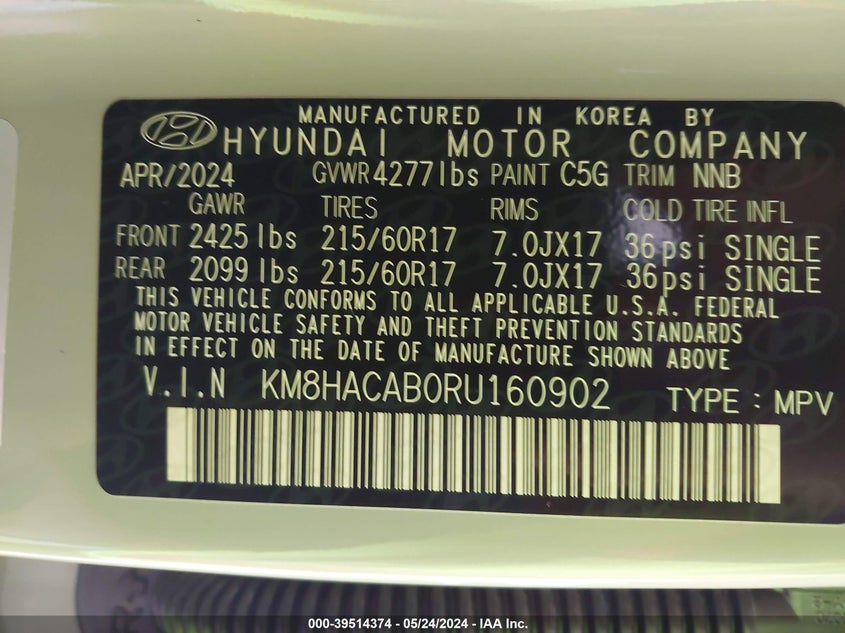 MANUFACTURED IN KOREA BY
HYUNDAI MOTOR COMPANY
APR/2024 GVWR 4277lbs PAINT C5G TRIM NNB
GAWR TIRES RIMS COLD TIRE INFL
FRONT 2425 lbs 215/60R17 7.0JX17 36psi SINGLE
REAR 2099 lbs 215/60R17 7.0JX17 36psi SINGLE
THIS VEHICLE CONFORMS TO ALL APPLICABLE U.S.A. FEDERAL
MOTOR VEHICLE SAFETY AND THEFT PREVENTION STANDARDS
IN EFFECT ON THE DATE OF MANUFACTURE SHOWN ABOVE
V.I.N KM8HACAB0RU160902 TYPE : MPV
000-39514374 - 05/24/2024 - IAA Inc.